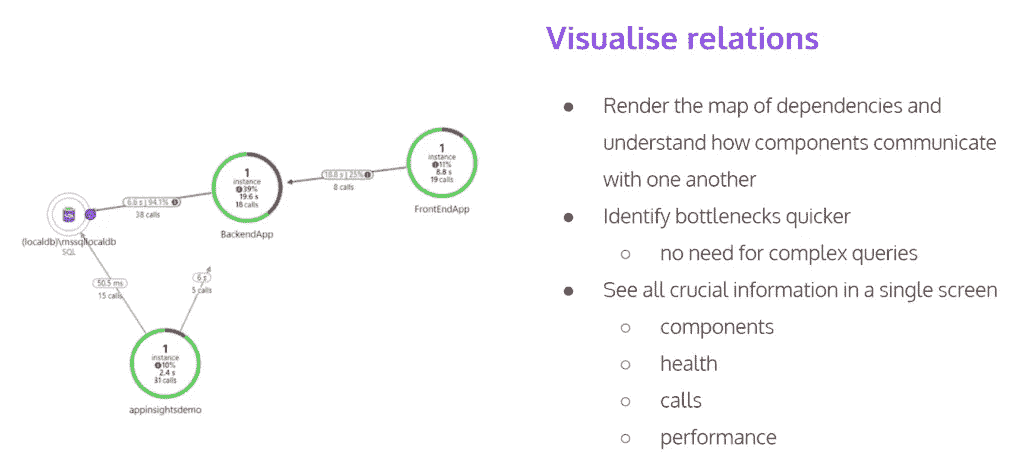 Visualise relations
● Render the map of dependencies and
understand how components communicate
with one another
● Identify bottlenecks quicker
○ no need for complex queries
● See all crucial information in a single screen
○ components
○ health
○ calls
○ performance
1
instance
11%
8.8 s
19 calls
FrontEndApp
25%
8 calls
1
instance
39%
19.6 s
18 calls
BackendApp
6.6 s | 94.1%
38 calls
(localdb)\mssqllocaldb
SQL
50.5 ms
15 calls
6 s
5 calls
1
instance
10%
2.4 s
31 calls
appinsightsdemo